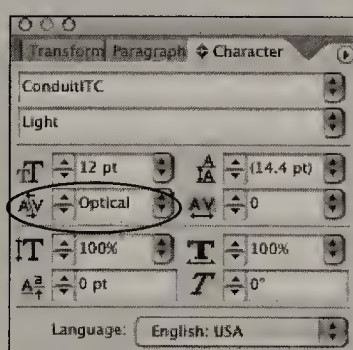 Transform Paragraph Character
ConduitITC
Light
12 pt (14.4 pt)
Optical 0
100% 100%
0 pt 0°
Language: English: USA